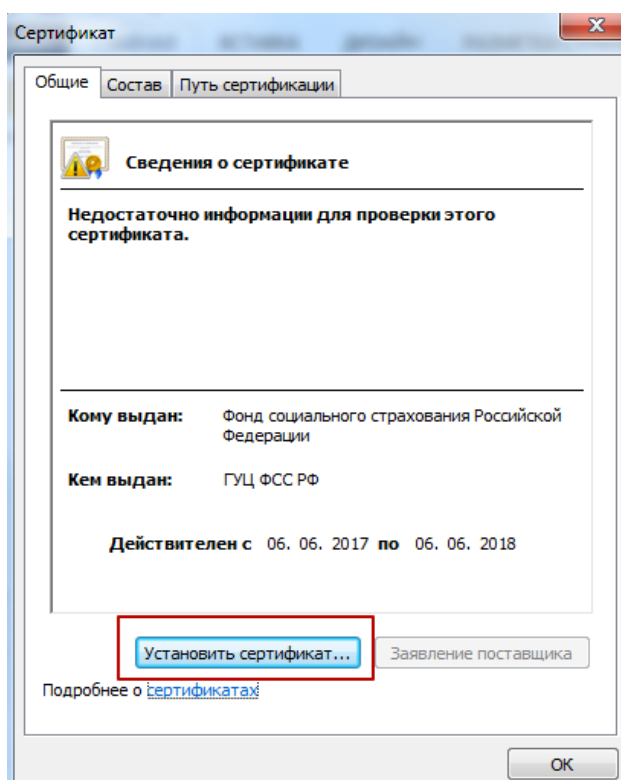 Сертификат
Общие Состав Путь сертификации
Сведения о сертификате
Недостаточно информации для проверки этого
сертификата.
Кому выдан: Фонд социального страхования Российской
Федерации
Кем выдан: ГУЦ ФСС РФ
Действителен с 06. 06. 2017 по 06. 06. 2018
Установить сертификат... Заявление поставщика
Подробнее о сертификатах
ОК